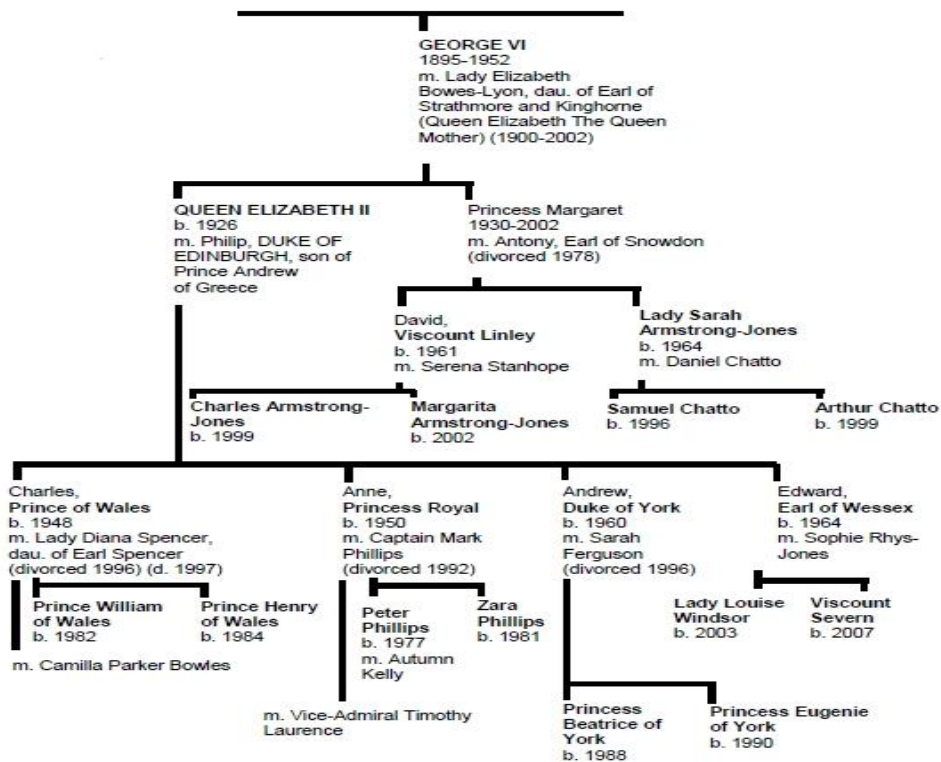 GEORGE VI
1895-1952
m. Lady Elizabeth
Bowes-Lyon, dau. of Earl of
Strathmore and Kinghorne
(Queen Elizabeth The Queen
Mother) (1900-2002)
QUEEN ELIZABETH II
b. 1926
m. Philip, DUKE OF
EDINBURGH, son of
Prince Andrew
of Greece
Princess Margaret
1930-2002
m. Antony, Earl of Snowdon
(divorced 1978)
David,
Viscount Linley
b. 1961
m. Serena Stanhope
Lady Sarah
Armstrong-Jones
b. 1964
m. Daniel Chatto
Charles Armstrong-
Jones
b. 1999
Margarita
Armstrong-Jones
b. 2002
Samuel Chatto
b. 1996
Arthur Chatto
b. 1999
Charles,
Prince of Wales
b. 1948
m. Lady Diana Spencer,
dau. of Earl Spencer
(divorced 1996) (d. 1997)
Anne,
Princess Royal
b. 1950
m. Captain Mark
Phillips
(divorced 1992)
Andrew,
Duke of York
b. 1960
m. Sarah
Ferguson
(divorced 1996)
Edward,
Earl of Wessex
b. 1964
m. Sophie Rhys-
Jones
Prince William
of Wales
b. 1982
Prince Henry
of Wales
b. 1984
m. Camilla Parker Bowles
Peter
Phillips
b. 1977
m. Autumn
Kelly
Zara
Phillips
b. 1981
m. Vice-Admiral Timothy
Laurence
Lady Louise
Windsor
b. 2003
Viscount
Severn
b. 2007
Princess
Beatrice of
York
b. 1988
Princess Eugenie
of York
b. 1990